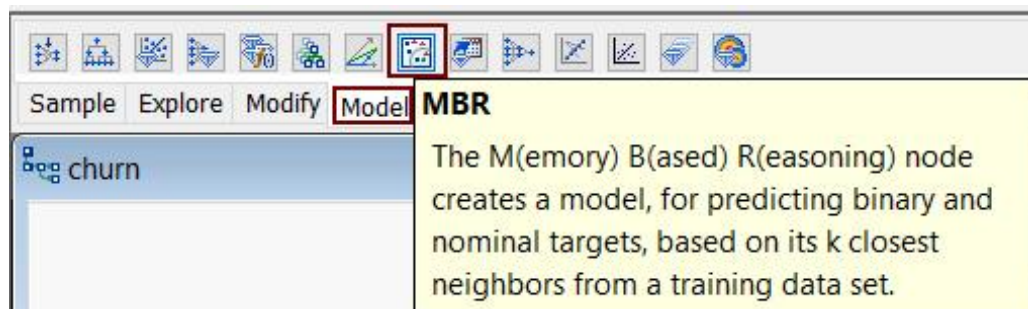 Sample Explore Modify Model
MBR
The M(emory) B(ased) R(easoning) node
creates a model, for predicting binary and
nominal targets, based on its k closest
neighbors from a training data set.
churn